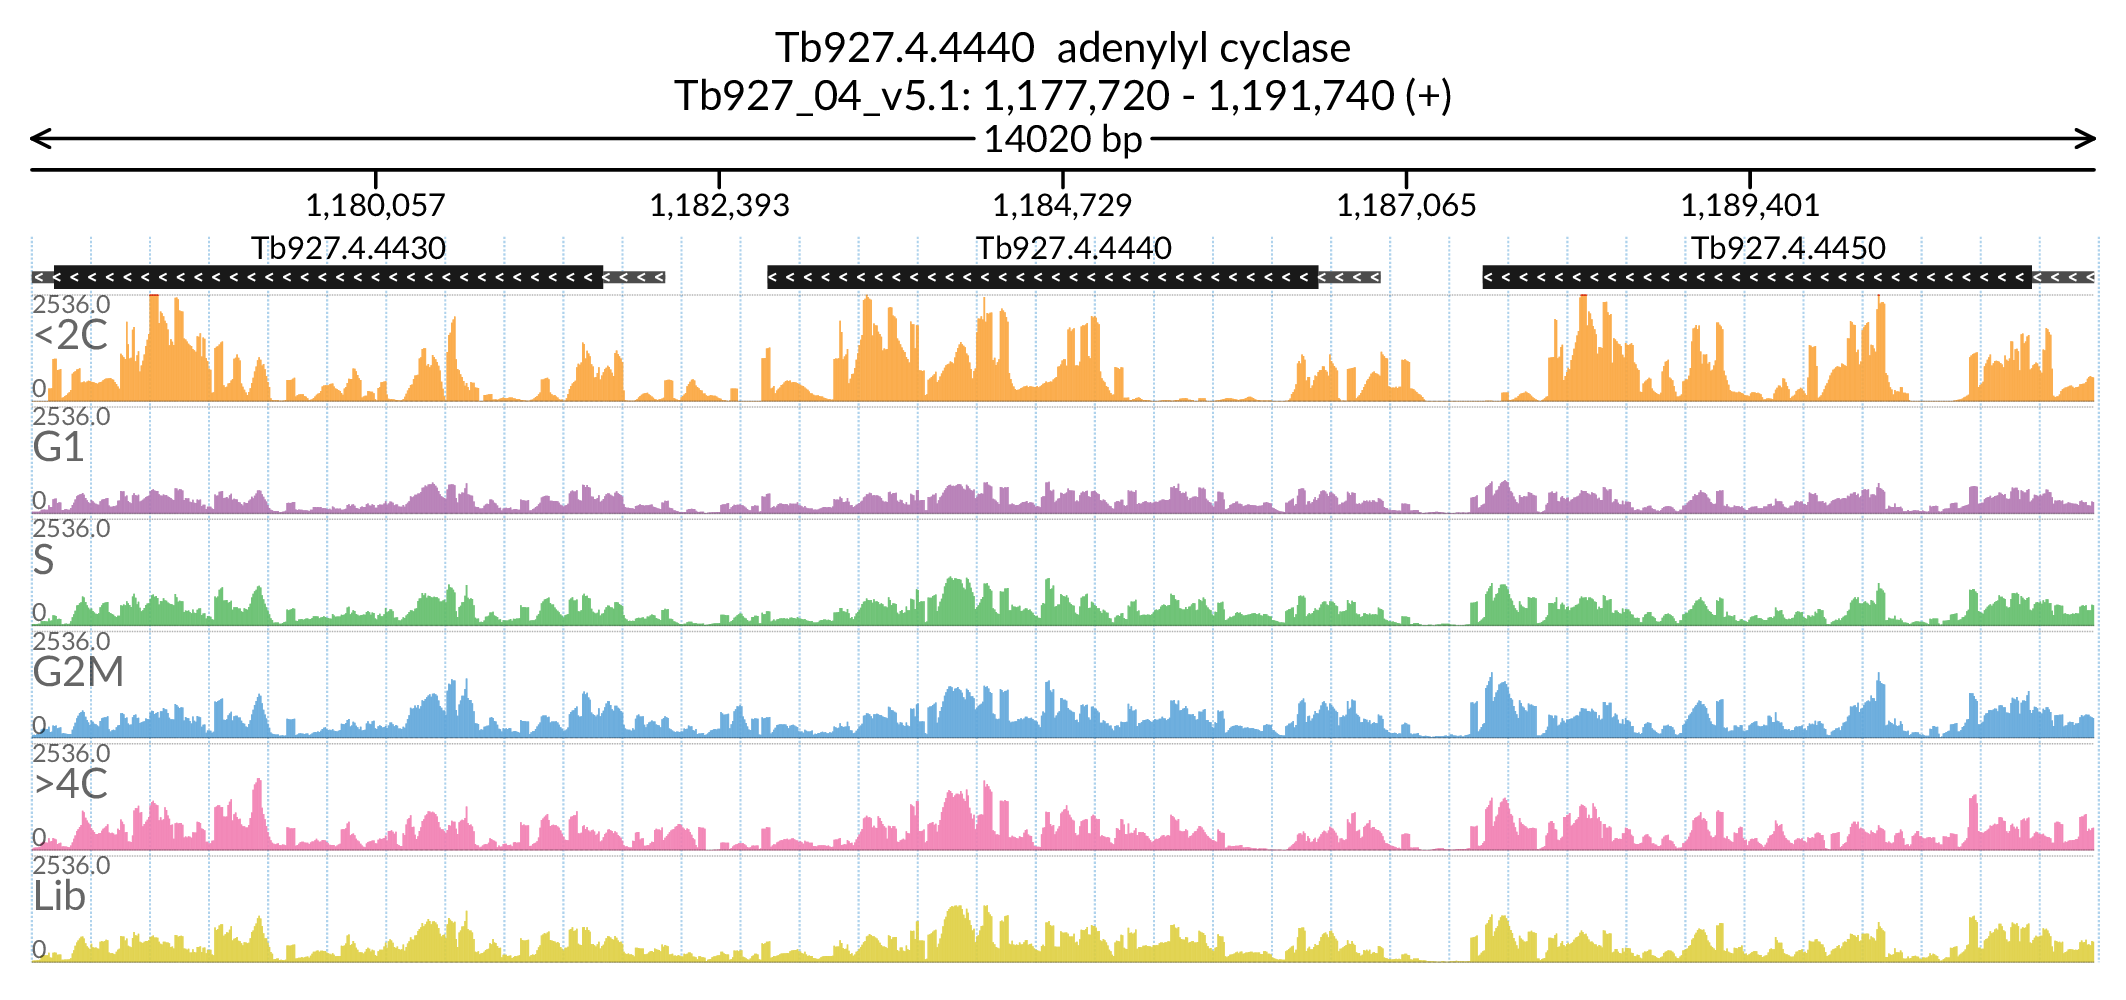 Tb927.4.4440 adenylyl cyclase
Tb927_04_v5.1: 1,177,720 - 1,191,740 (+)
14020 bp
1,180,057 1,182,393 1,184,729 1,187,065 1,189,401
Tb927.4.4430 Tb927.4.4440 Tb927.4.4450
2536.0
<2C
0
2536.0
G1
0
2536.0
S
0
2536.0
G2M
0
2536.0
>4C
0
2536.0
Lib
0